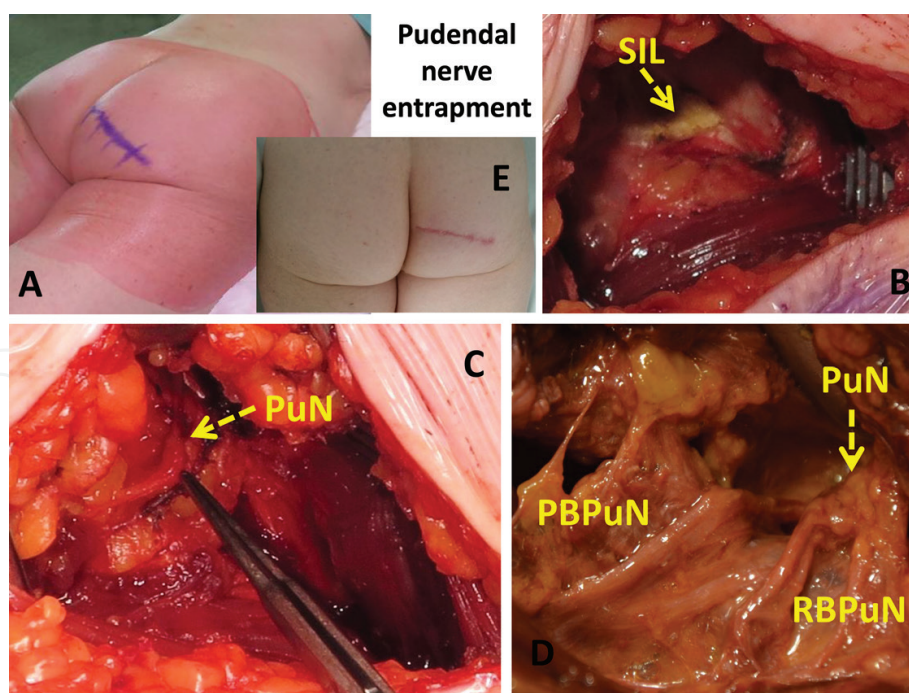 Pudendal
nerve
entrapment
SIL
E
A
B
C
PuN
PuN
PBPuN
RBPuN
D